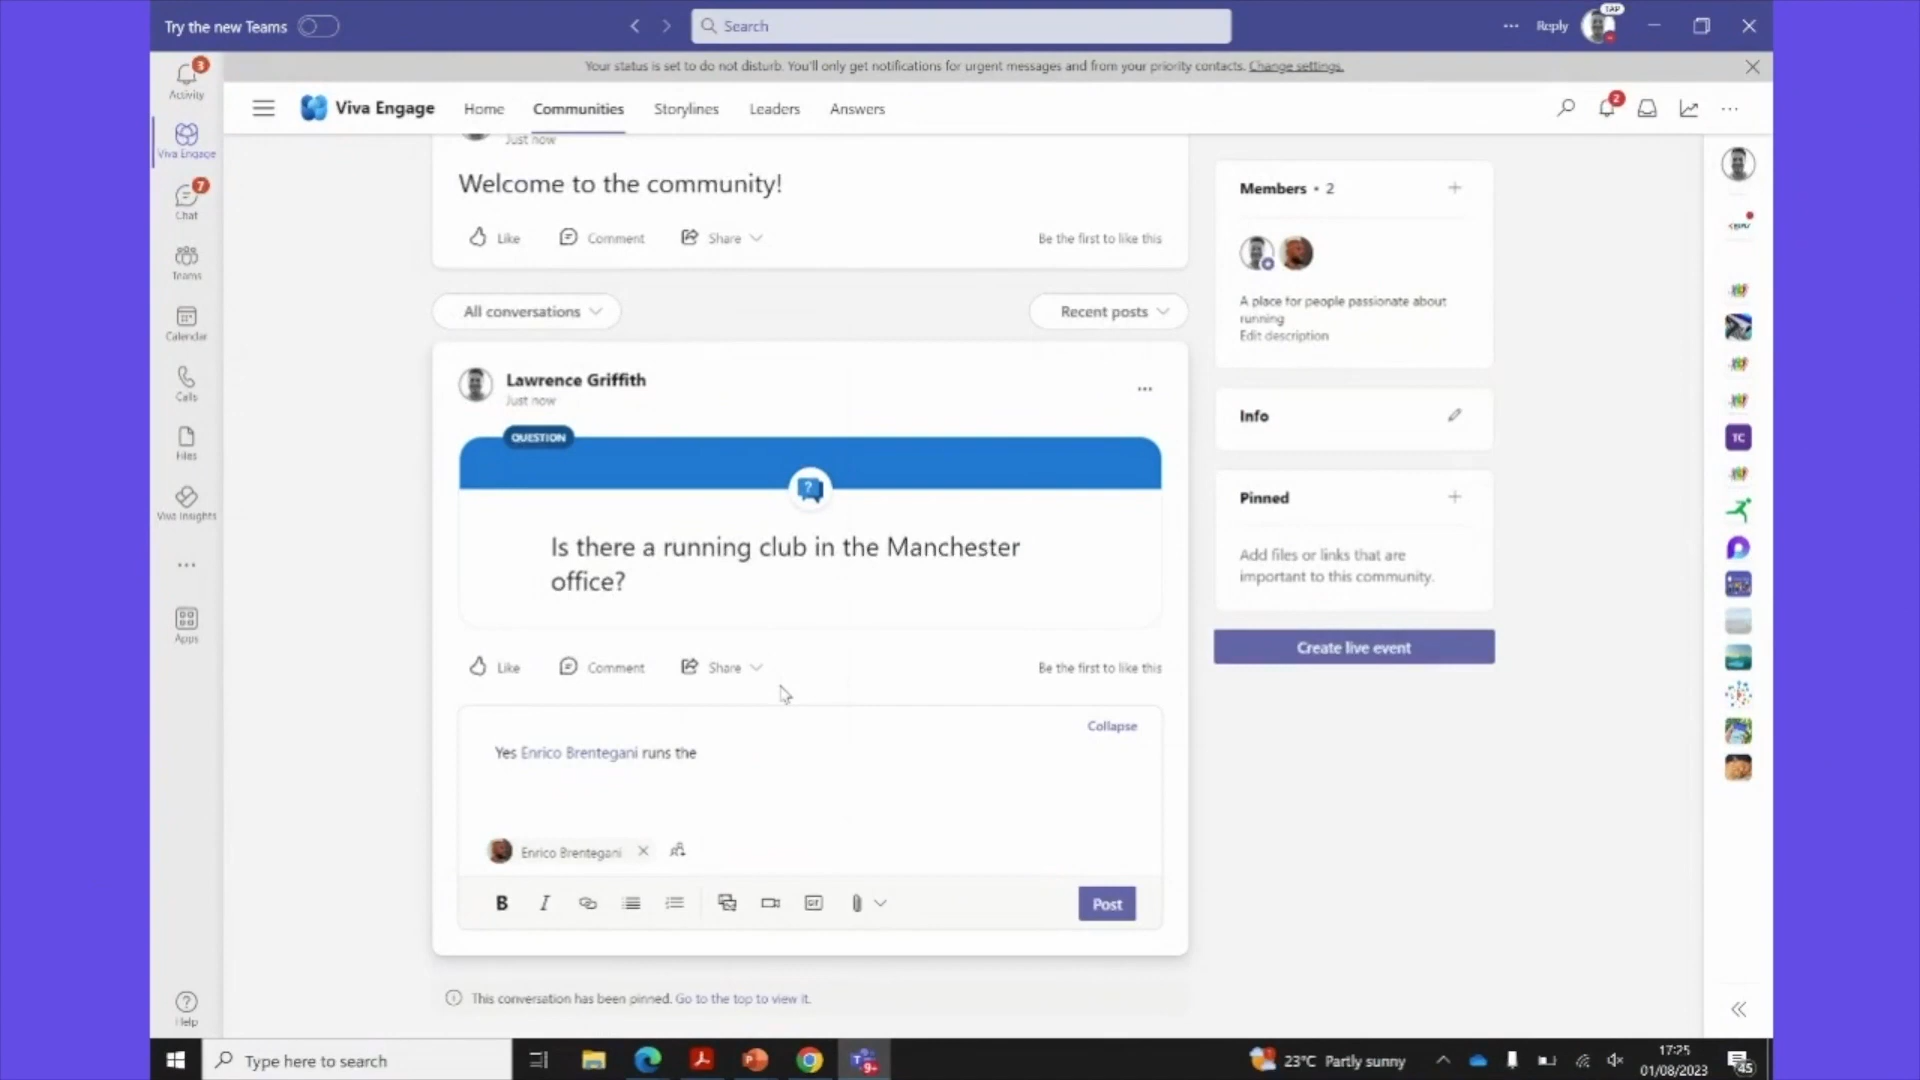 Try the new Teams
Search
Reply
TAP
Your status is set to do not disturb. You'll only get notifications for urgent messages and from your priority contacts. Change settings.
3
Activity
Viva Engage
7
Chat
Teams
Calendar
Calls
Files
Viva Insights
Apps
Help
Viva Engage
Home
Communities
Storylines
Leaders
Answers
2
Just now
Welcome to the community!
Like
Comment
Share
Be the first to like this
All conversations
Recent posts
Lawrence Griffith
Just now
QUESTION
?
Is there a running club in the Manchester
office?
Like
Comment
Share
Be the first to like this
Collapse
Yes Enrico Brentegani runs the
Enrico Brentegani
B I
GIF
Post
This conversation has been pinned. Go to the top to view it.
Members • 2
A place for people passionate about
running
Edit description
Info
Pinned
Add files or links that are
important to this community.
Create live event
TC
Type here to search
9+
23°C Partly sunny
17:25
01/08/2023
45